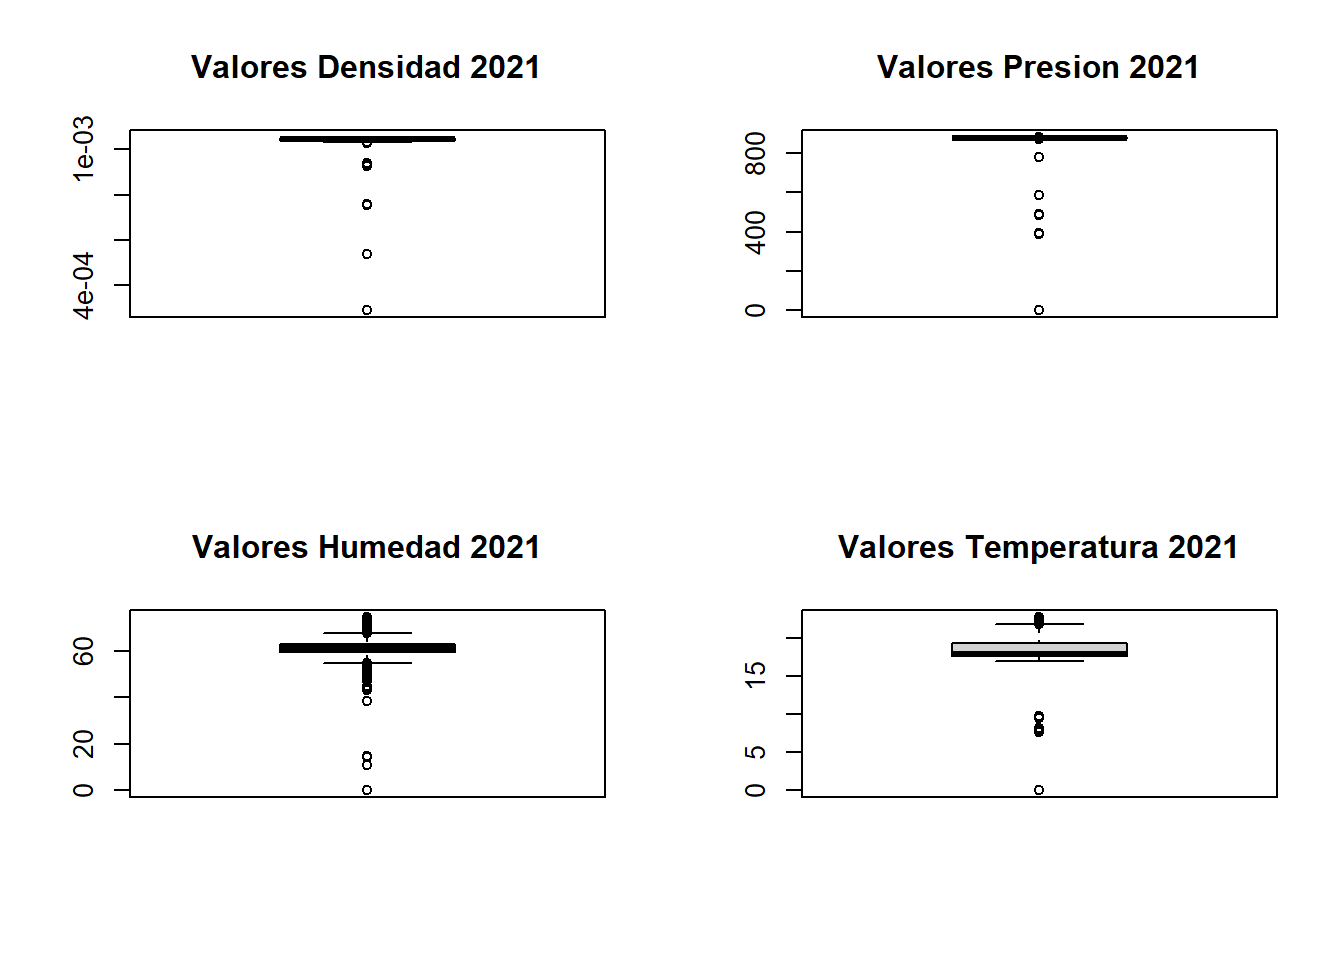 Valores Densidad 2021
1e-03
4e-04
Valores Presion 2021
800
400
0
Valores Humedad 2021
60
20
0
Valores Temperatura 2021
15
5
0